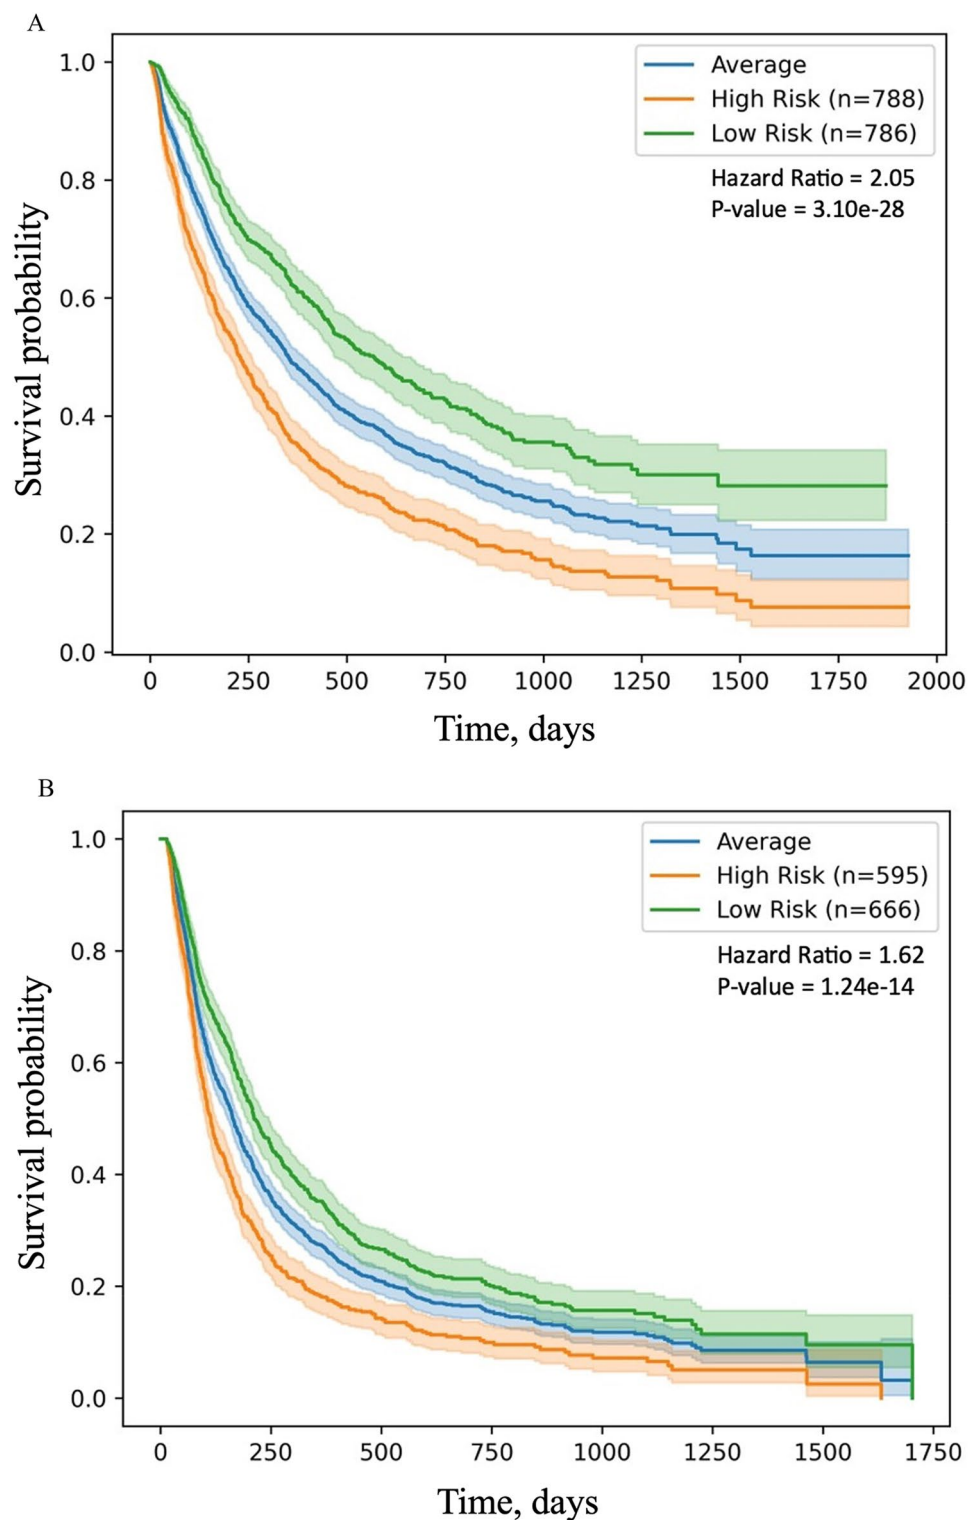 A
1.0
0.8
0.6
0.4
0.2
0.0
Survival probability
Average
High Risk (n=788)
Low Risk (n=786)
Hazard Ratio = 2.05
P-value = 3.10e-28
0 250 500 750 1000 1250 1500 1750 2000
Time, days
B
1.0
0.8
0.6
0.4
0.2
0.0
Survival probability
Average
High Risk (n=595)
Low Risk (n=666)
Hazard Ratio = 1.62
P-value = 1.24e-14
0 250 500 750 1000 1250 1500 1750
Time, days